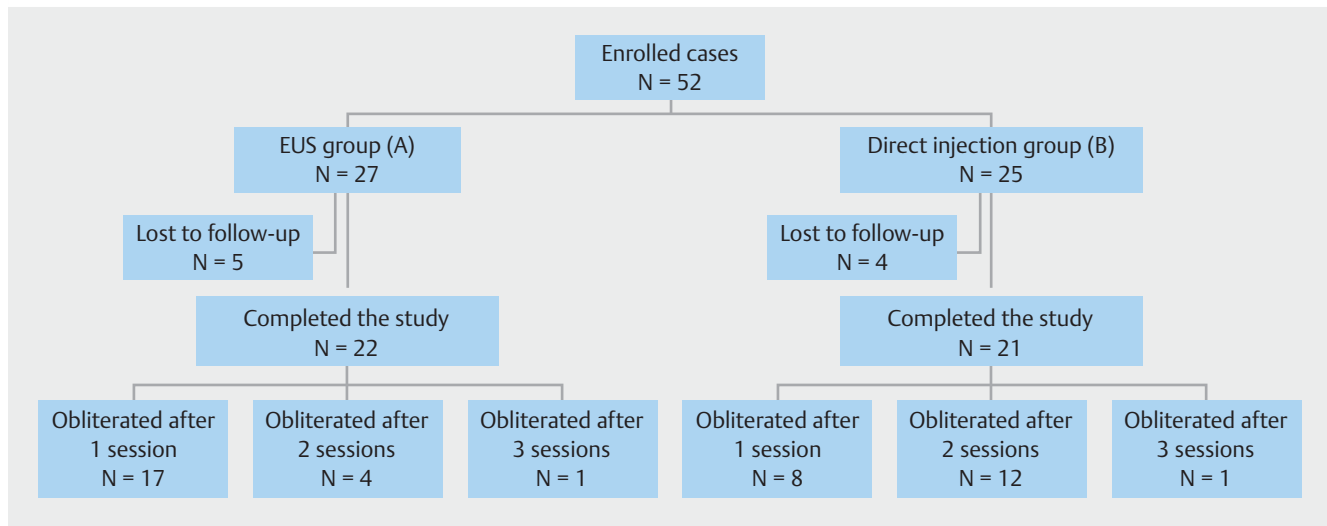 Enrolled cases
N = 52
EUS group (A)
N = 27
Direct injection group (B)
N = 25
Lost to follow-up
N = 5
Lost to follow-up
N = 4
Completed the study
N = 22
Completed the study
N = 21
Obliterated after
1 session
N = 17
Obliterated after
2 sessions
N = 4
Obliterated after
3 sessions
N = 1
Obliterated after
1 session
N = 8
Obliterated after
2 sessions
N = 12
Obliterated after
3 sessions
N = 1